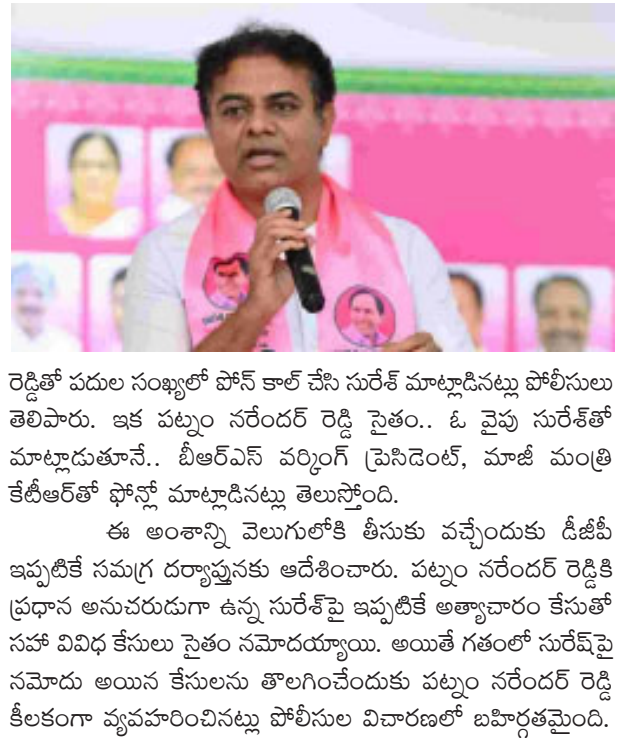 రెడ్డితో పదుల సంఖ్యలో పోన్ కాల్ చేసి సురేశ్ మాట్లాడినట్లు పోలీసులు
తెలిపారు. ఇక పట్నం నరేందర్ రెడ్డి సైతం.. ఓ వైపు సురేశ్‌తో
మాట్లాడుతూనే.. బీఆర్ఎస్ వర్కింగ్ ప్రెసిడెంట్, మాజీ మంత్రి
కేటీఆర్‌తో ఫోన్లో మాట్లాడినట్లు తెలుస్తోంది.
ఈ అంశాన్ని వెలుగులోకి తీసుకు వచ్చేందుకు డీజీపీ
ఇప్పటికే సమగ్ర దర్యాప్తునకు ఆదేశించారు. పట్నం నరేందర్ రెడ్డికి
ప్రధాన అనుచరుడుగా ఉన్న సురేశ్‌పై ఇప్పటికే అత్యాచారం కేసుతో
సహా వివిధ కేసులు సైతం నమోదయ్యాయి. అయితే గతంలో సురేష్‌పై
నమోదు అయిన కేసులను తొలగించేందుకు పట్నం నరేందర్ రెడ్డి
కీలకంగా వ్యవహరించినట్లు పోలీసుల విచారణలో బహిర్గతమైంది.